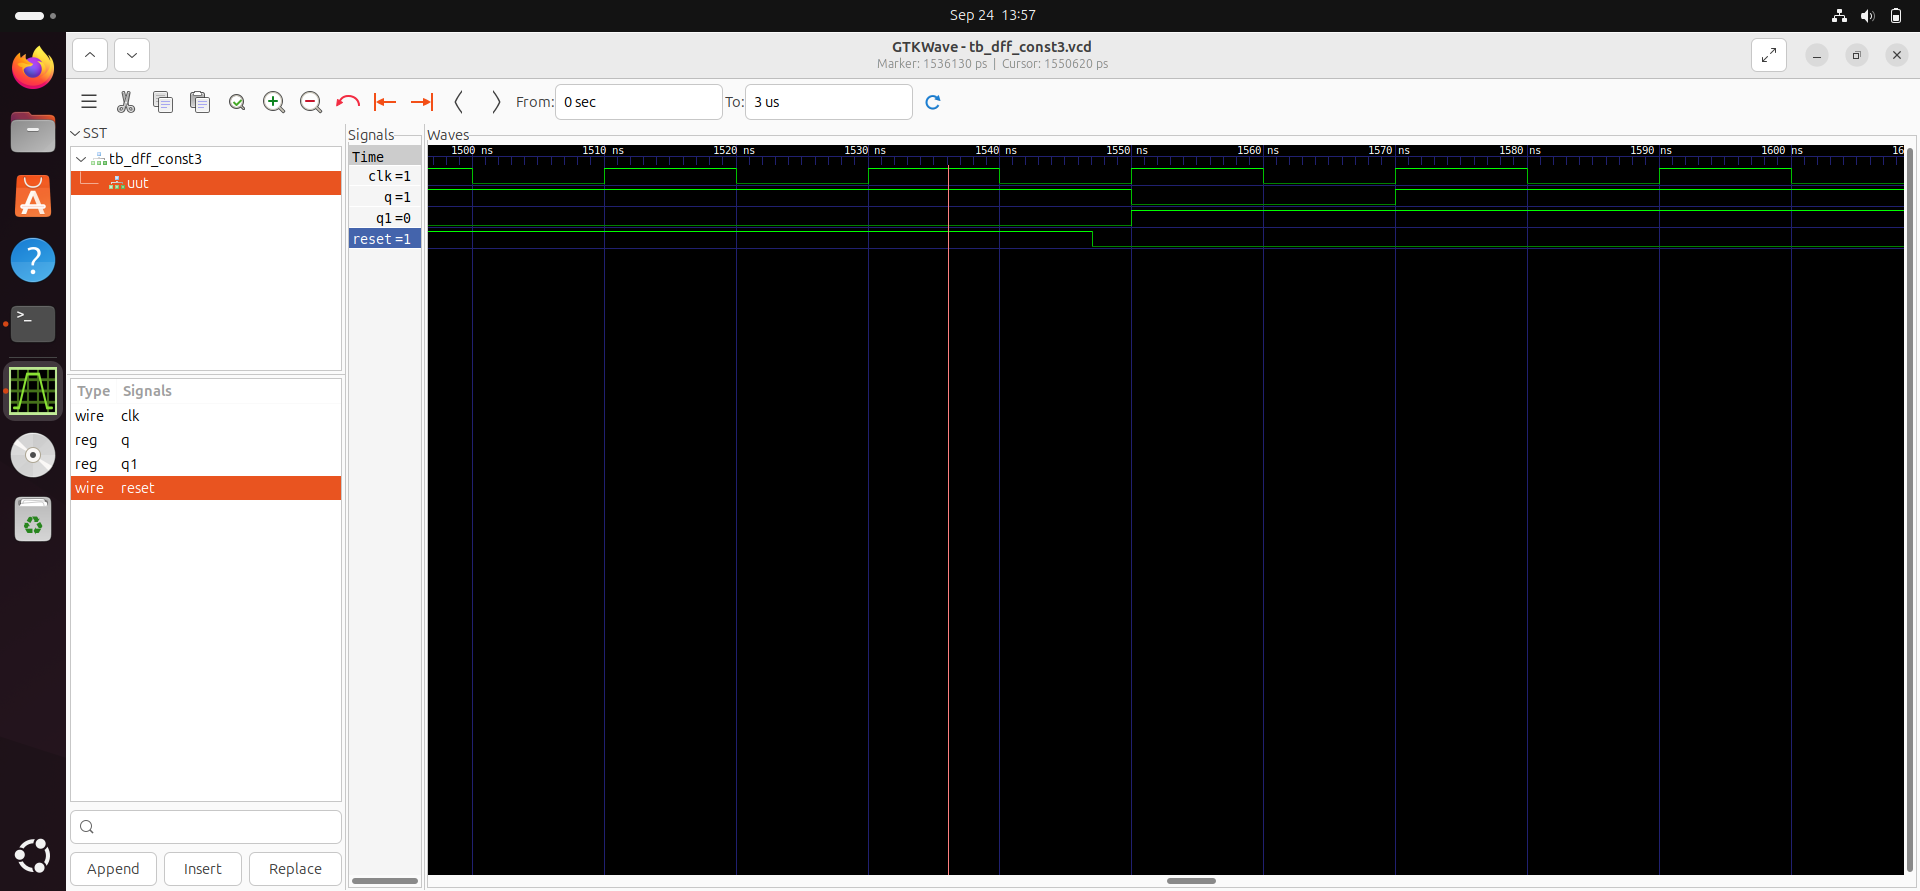 Sep 24 13:57
GTKWave - tb_dff_const3.vcd
Marker: 1536130 ps | Cursor: 1550620 ps
From: 0 sec To: 3 us
SST
tb_dff_const3
uut
Type Signals
wire clk
reg q
reg q1
wire reset
Append Insert Replace
Signals
Time
clk=1
q=1
q1=0
reset=1
Waves
1500 ns 1510 ns 1520 ns 1530 ns 1540 ns 1550 ns 1560 ns 1570 ns 1580 ns 1590 ns 1600 ns 16